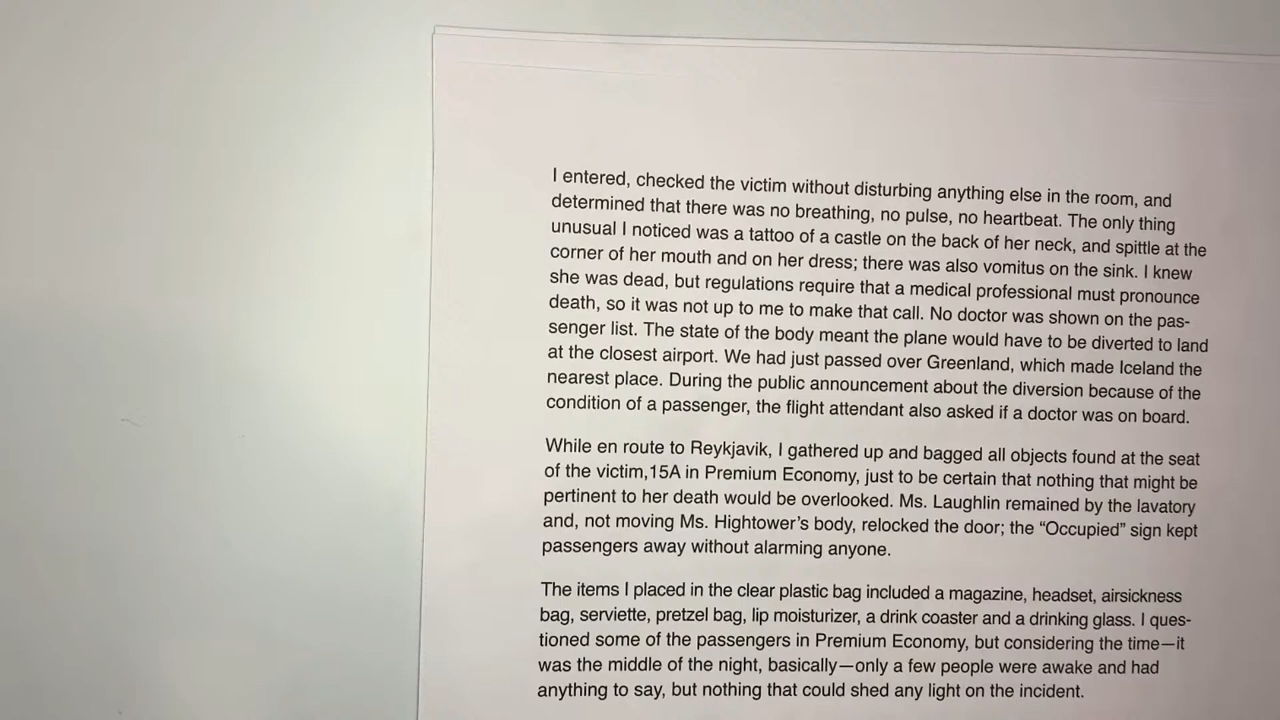 I entered, checked the victim without disturbing anything else in the room, and
determined that there was no breathing, no pulse, no heartbeat. The only thing
unusual I noticed was a tattoo of a castle on the back of her neck, and spittle at the
corner of her mouth and on her dress; there was also vomitus on the sink. I knew
she was dead, but regulations require that a medical professional must pronounce
death, so it was not up to me to make that call. No doctor was shown on the pas-
senger list. The state of the body meant the plane would have to be diverted to land
at the closest airport. We had just passed over Greenland, which made Iceland the
nearest place. During the public announcement about the diversion because of the
condition of a passenger, the flight attendant also asked if a doctor was on board.
While en route to Reykjavik, I gathered up and bagged all objects found at the seat
of the victim,15A in Premium Economy, just to be certain that nothing that might be
pertinent to her death would be overlooked. Ms. Laughlin remained by the lavatory
and, not moving Ms. Hightower’s body, relocked the door; the “Occupied” sign kept
passengers away without alarming anyone.
The items I placed in the clear plastic bag included a magazine, headset, airsickness
bag, serviette, pretzel bag, lip moisturizer, a drink coaster and a drinking glass. I ques-
tioned some of the passengers in Premium Economy, but considering the time—it
was the middle of the night, basically—only a few people were awake and had
anything to say, but nothing that could shed any light on the incident.